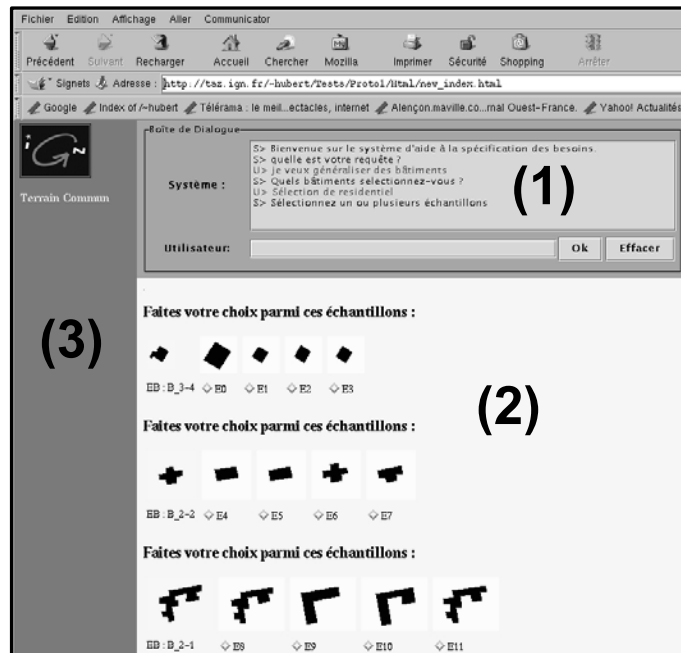 Fichier Edition Affichage Aller Communicator
Précédent Suivant Recharger Accueil Chercher Mozilla Imprimer Sécurité Shopping Arrêter
Signets Adresse : http://taz.ign.fr/~hubert/Tests/Proto1/Html/new_index.html
Google Index of /~hubert/ Télérama : le meil...ectacles, internet Alençon.maville.co...rnal Ouest-France. Yahoo! Actualités
iGn
Terrain Commun
Boîte de Dialogue
Système :
S> Bienvenue sur le système d'aide à la spécification des besoins.
S> quelle est votre requête ?
U> je veux généraliser des bâtiments
S> Quels bâtiments selectionnez-vous ?
U> Sélection de residentiel
S> Sélectionnez un ou plusieurs échantillons
(1)
Utilisateur: Ok Effacer
(3)
Faites votre choix parmi ces échantillons :
EB : B_3-4 E0 E1 E2 E3
(2)
Faites votre choix parmi ces échantillons :
EB : B_2-2 E4 E5 E6 E7
Faites votre choix parmi ces échantillons :
EB : B_2-1 E8 E9 E10 E11